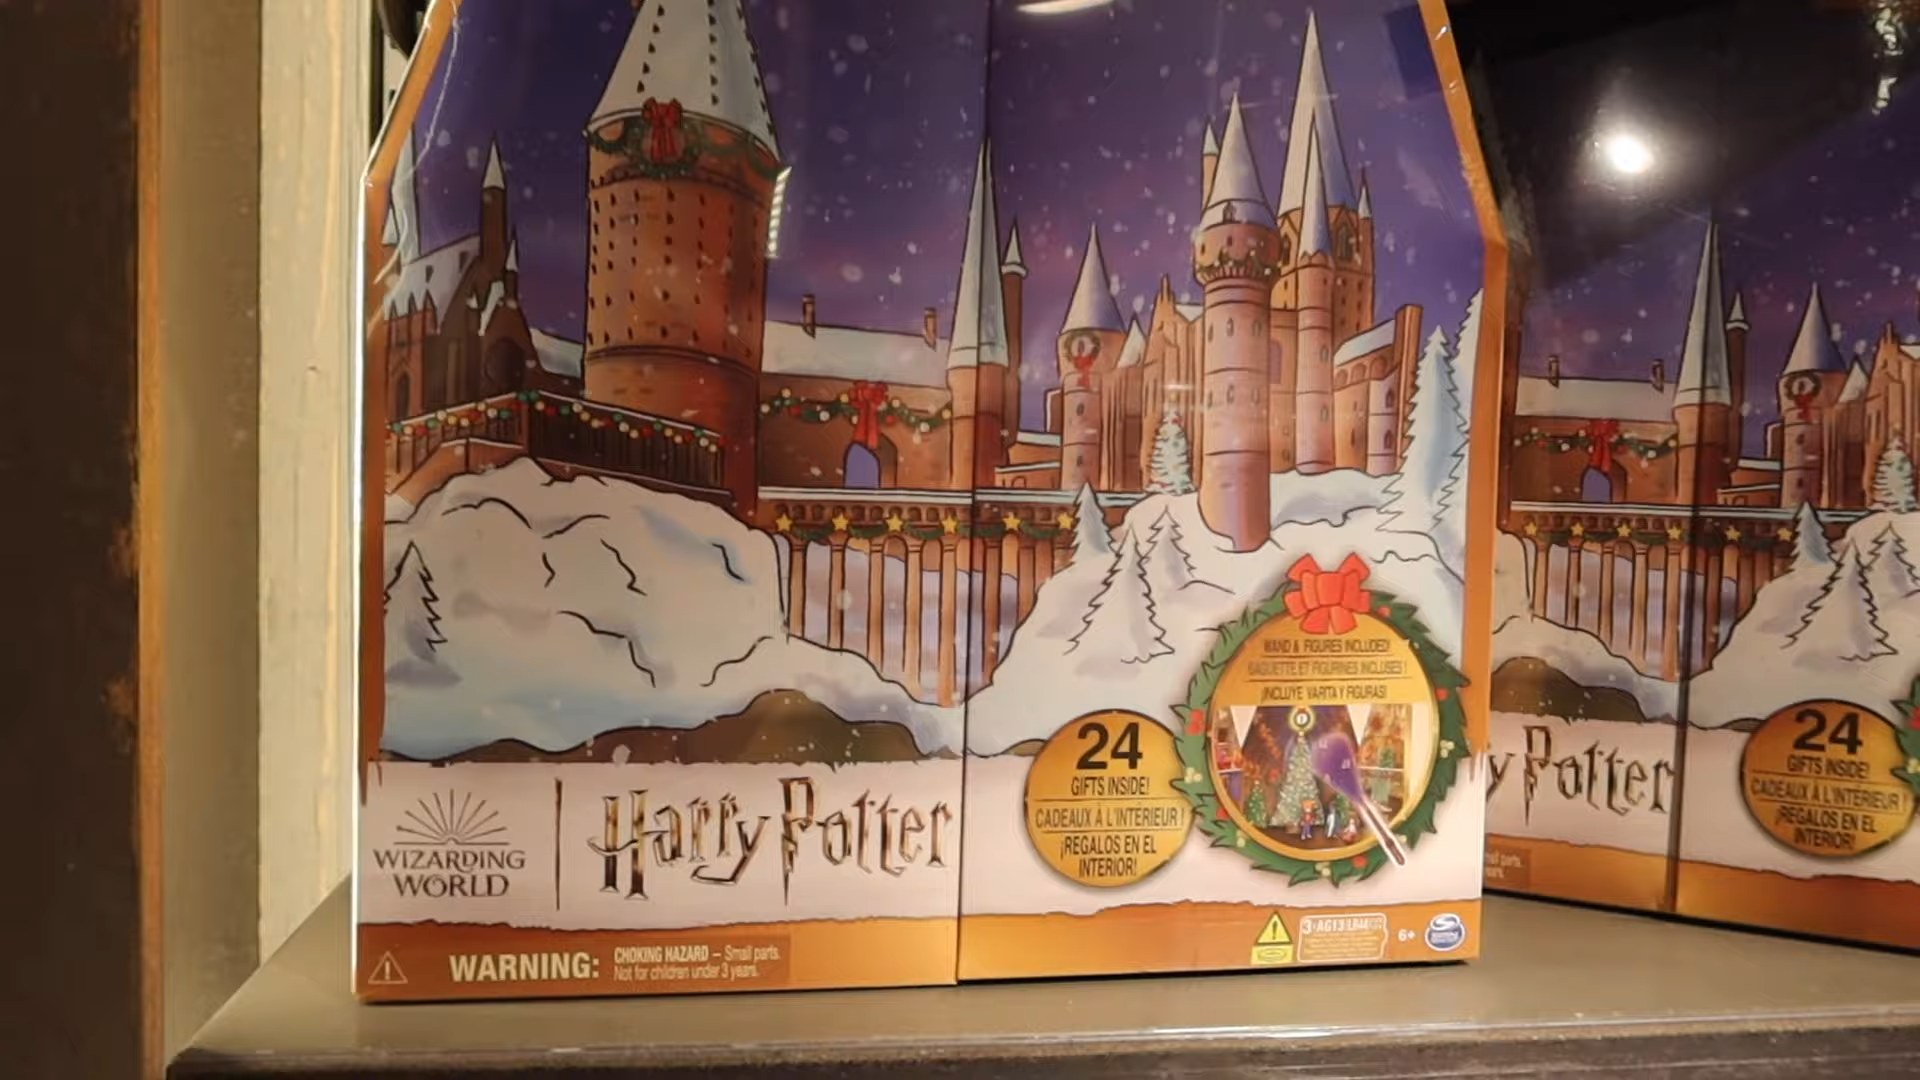 WAND & FIGURES INCLUDED!
BAGUETTE ET FIGURINES INCLUSES !
¡INCLUYE VARITA Y FIGURAS!
24
GIFTS INSIDE!
CADEAUX À L'INTÉRIEUR !
¡REGALOS EN EL
INTERIOR!
WIZARDING
WORLD
Harry Potter
WARNING:
CHOKING HAZARD – Small parts.
Not for children under 3 years.
6+
y Potter
24
GIFTS INSIDE!
CADEAUX À L'INTÉRIEUR !
¡REGALOS EN EL
INTERIOR!